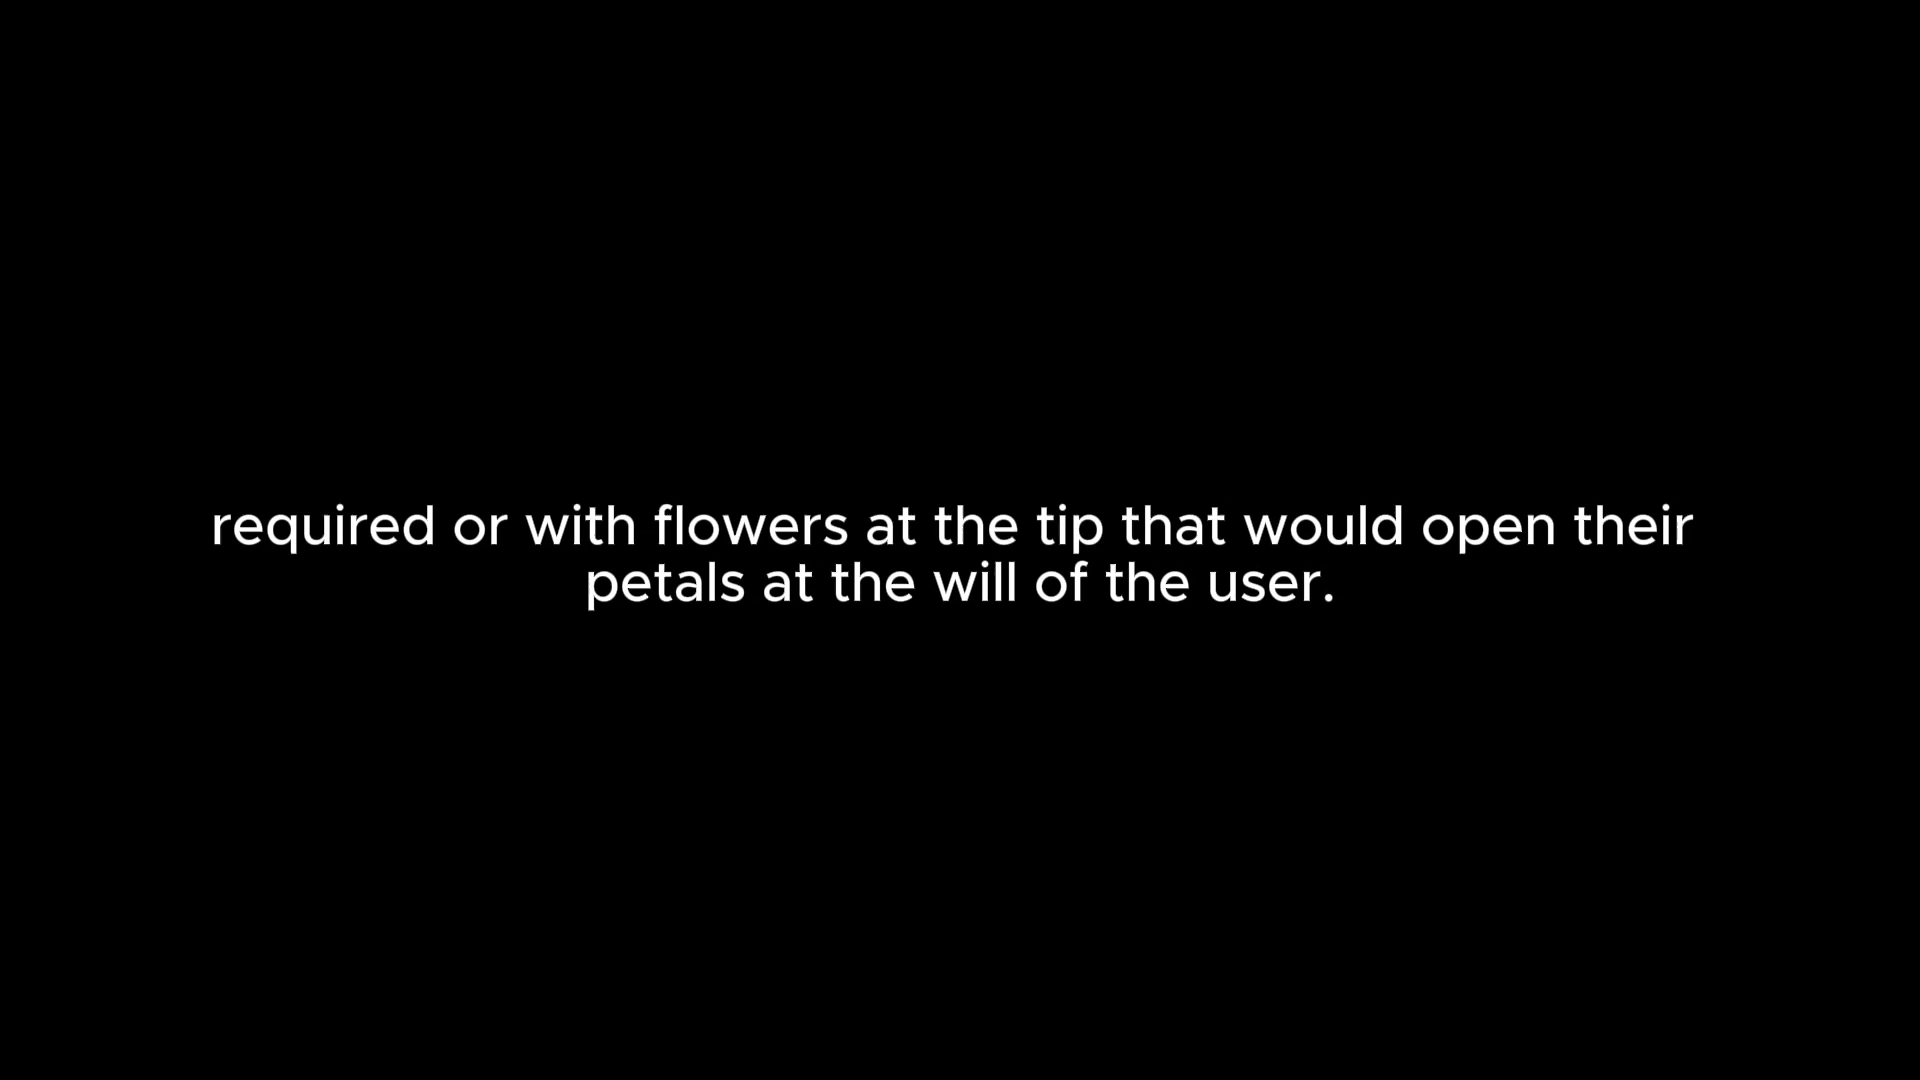 required or with flowers at the tip that would open their
petals at the will of the user.